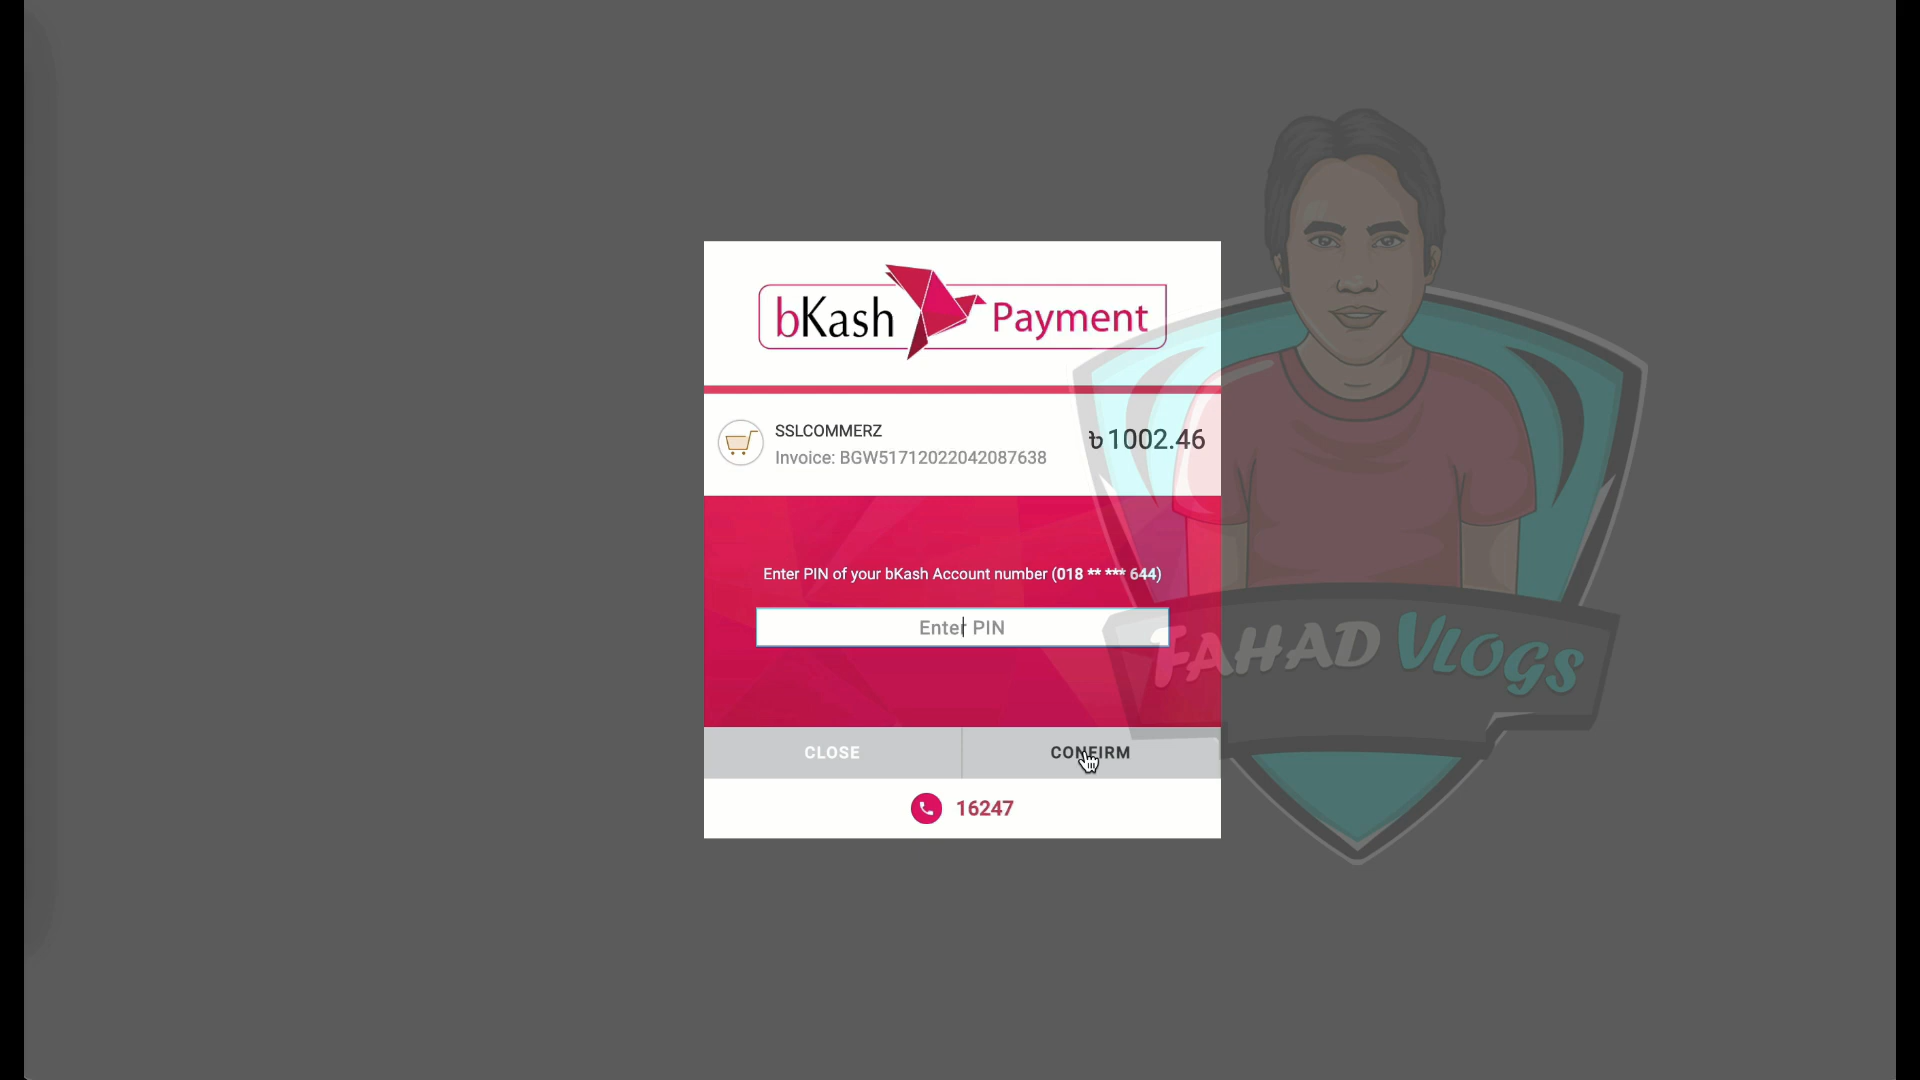 bKash Payment
SSLCOMMERZ
Invoice: BGW51712022042087638
৳ 1002.46
Enter PIN of your bKash Account number (018 ** *** 644)
Enter PIN
FAHAD VLOGS
CLOSE
CONFIRM
16247